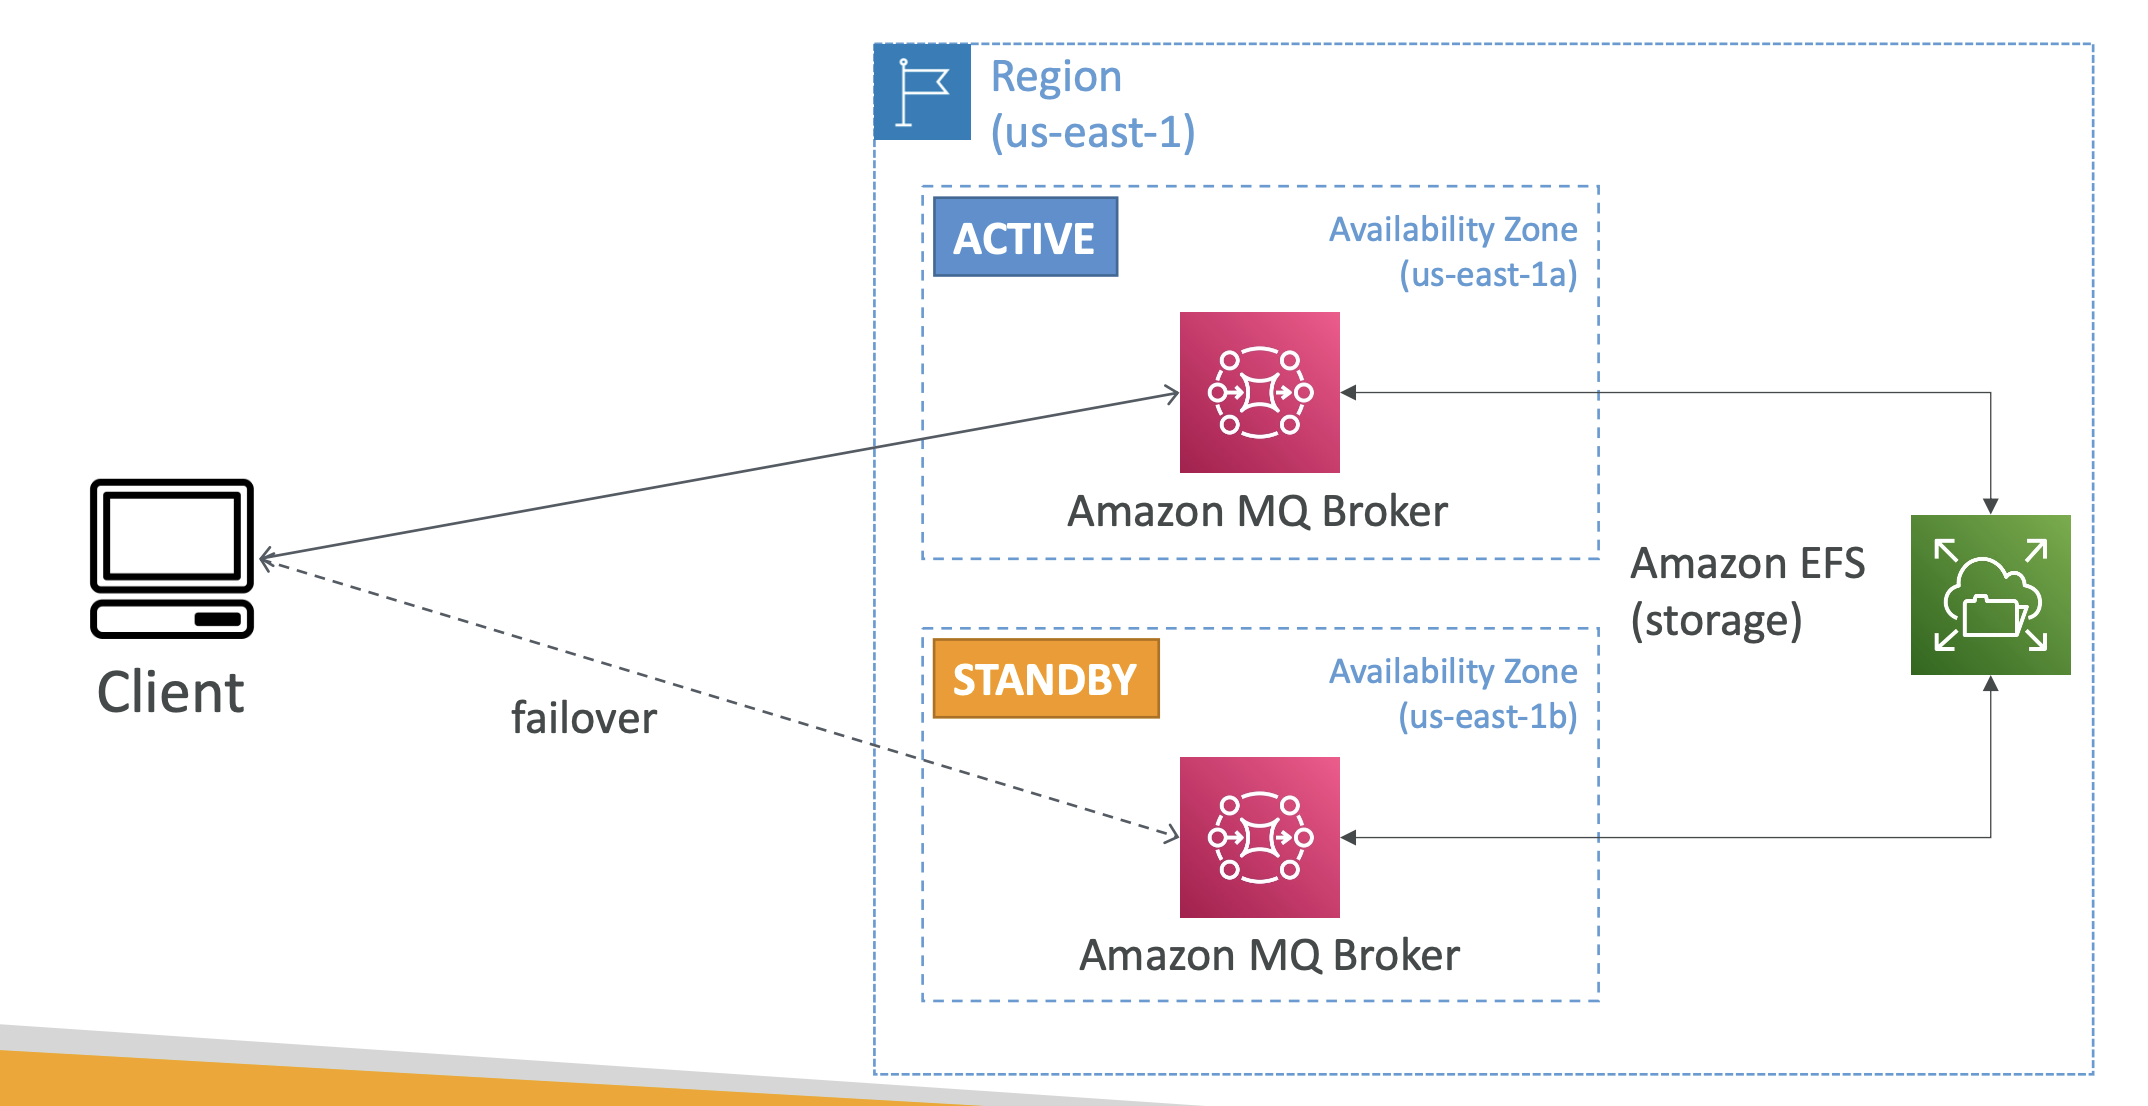 Region
(us-east-1)
ACTIVE
Availability Zone
(us-east-1a)
Amazon MQ Broker
Amazon EFS
(storage)
Client
failover
STANDBY
Availability Zone
(us-east-1b)
Amazon MQ Broker